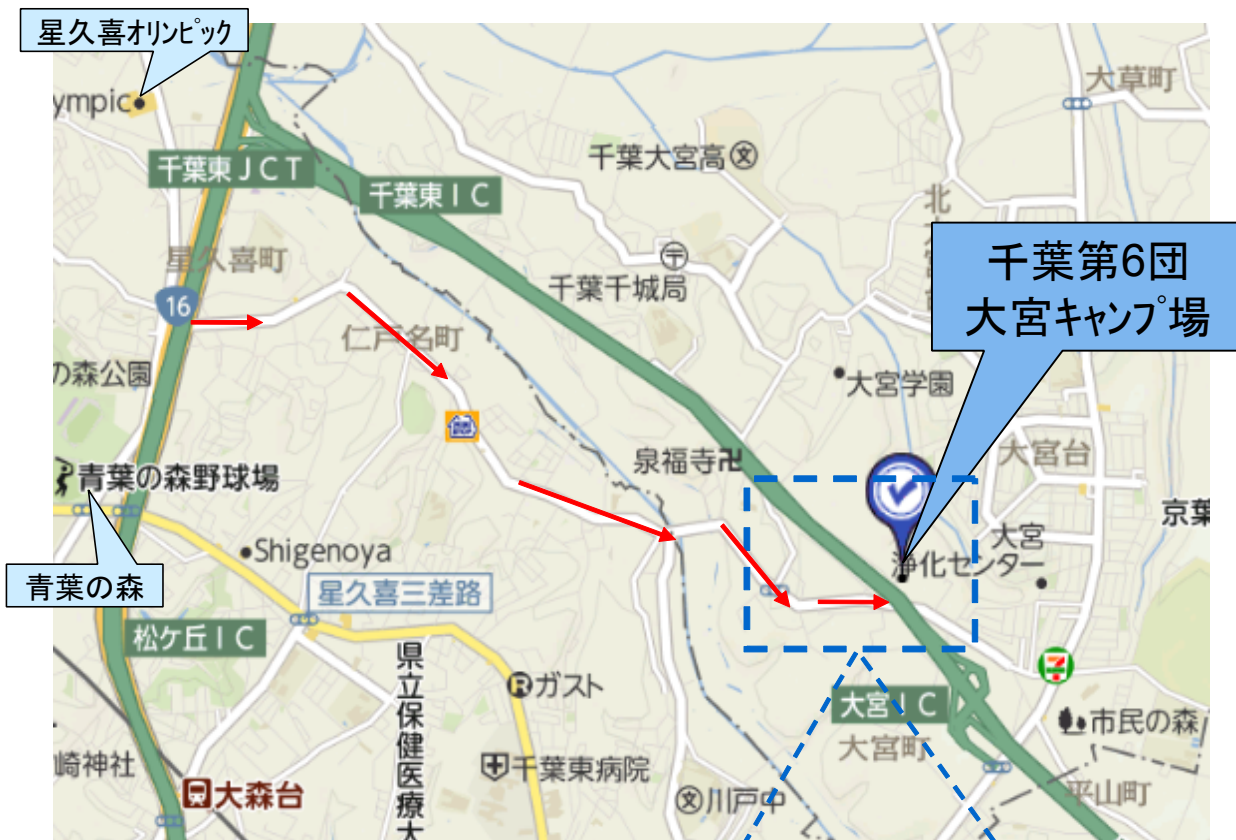 星久喜オリンピック
ympic
大草町
千葉東JCT
千葉大宮高
文
千葉東IC
北
星久喜町
千葉千城局
千葉第6団
大宮キャンプ場
16
仁戸名町
の森公園
大宮学園
泉福寺卍
大宮台
青葉の森野球場
京葉
Shigenoya
大宮
浄化センター
青葉の森
星久喜三差路
松ケ丘IC
県立保健医療大
ガスト
7
大宮IC
市民の森
大宮町
崎神社
千葉東病院
大森台
文
川戸中
平山町